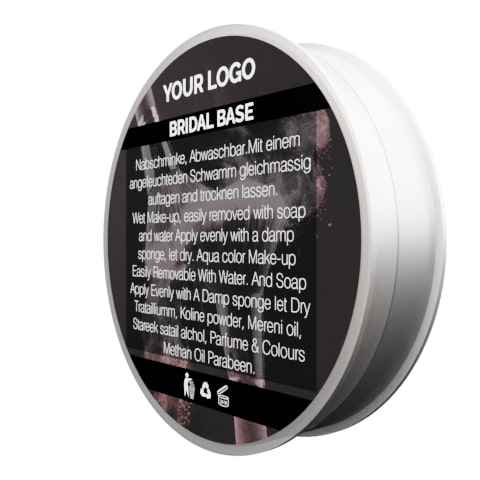 YOUR LOGO
BRIDAL BASE
Nabschminke, Abwaschbar.Mit einem
angefeuchteden Schwamm gleichmassig
auftagen and trocknen lassen.
Wet Make-up, easily removed with soap
and water Apply evenly with a damp
sponge, let dry. Aqua color Make-up
Easily Removable With Water. And Soap
Apply Evenly with A Damp sponge let Dry
Tratailliumm, Koline powder, Mereni oil,
Stareek satail alchol, Parfume & Colours
Methan Oil Parabeen.